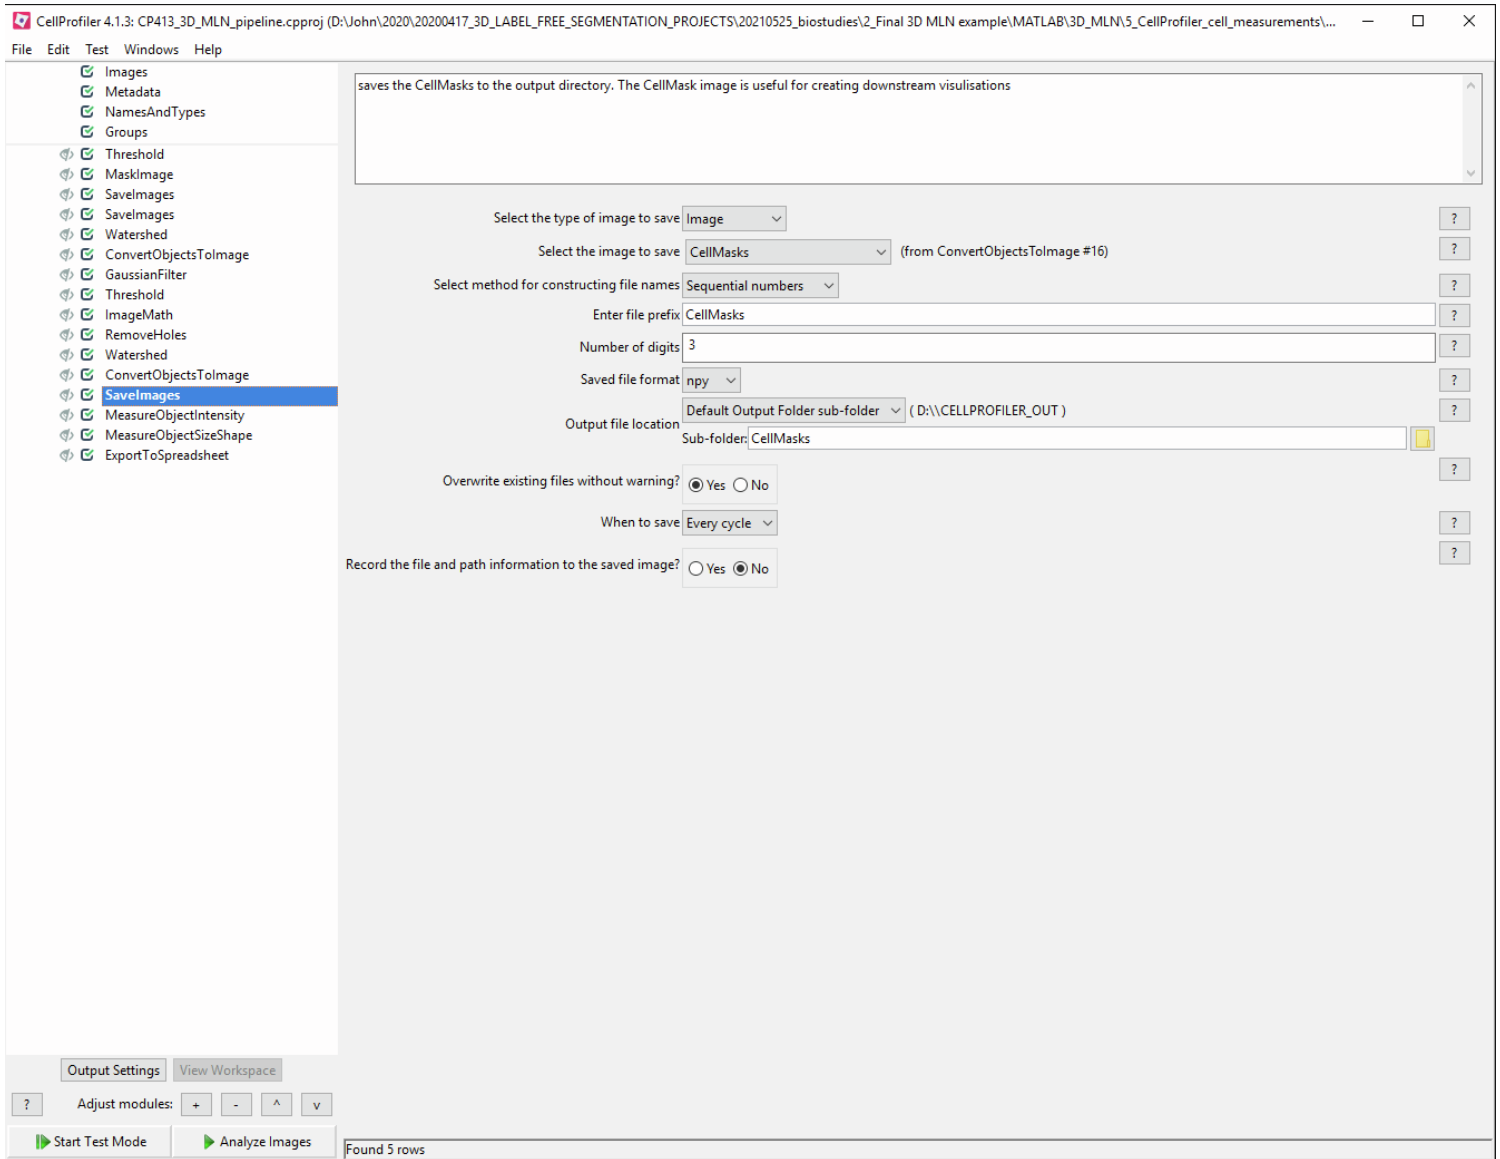 CellProfiler 4.1.3: CP413_3D_MLN_pipeline.cpproj (D:\John\2020\20200417_3D_LABEL_FREE_SEGMENTATION_PROJECTS\20210525_biostudies\2_Final 3D MLN example\MATLAB\3D_MLN\5_CellProfiler_cell_measurements\...
File Edit Test Windows Help
Images
Metadata
NamesAndTypes
Groups
Threshold
MaskImage
SaveImages
SaveImages
Watershed
ConvertObjectsToImage
GaussianFilter
Threshold
ImageMath
RemoveHoles
Watershed
ConvertObjectsToImage
SaveImages
MeasureObjectIntensity
MeasureObjectSizeShape
ExportToSpreadsheet
saves the CellMasks to the output directory. The CellMask image is useful for creating downstream visulisations
Select the type of image to save Image ?
Select the image to save CellMasks (from ConvertObjectsToImage #16) ?
Select method for constructing file names Sequential numbers ?
Enter file prefix CellMasks ?
Number of digits 3 ?
Saved file format npy ?
Output file location Default Output Folder sub-folder ( D:\\CELLPROFILER_OUT ) ?
Sub-folder: CellMasks
Overwrite existing files without warning? Yes No ?
When to save Every cycle ?
Record the file and path information to the saved image? Yes No ?
Output Settings View Workspace
? Adjust modules: + - ^ v
Start Test Mode Analyze Images
Found 5 rows